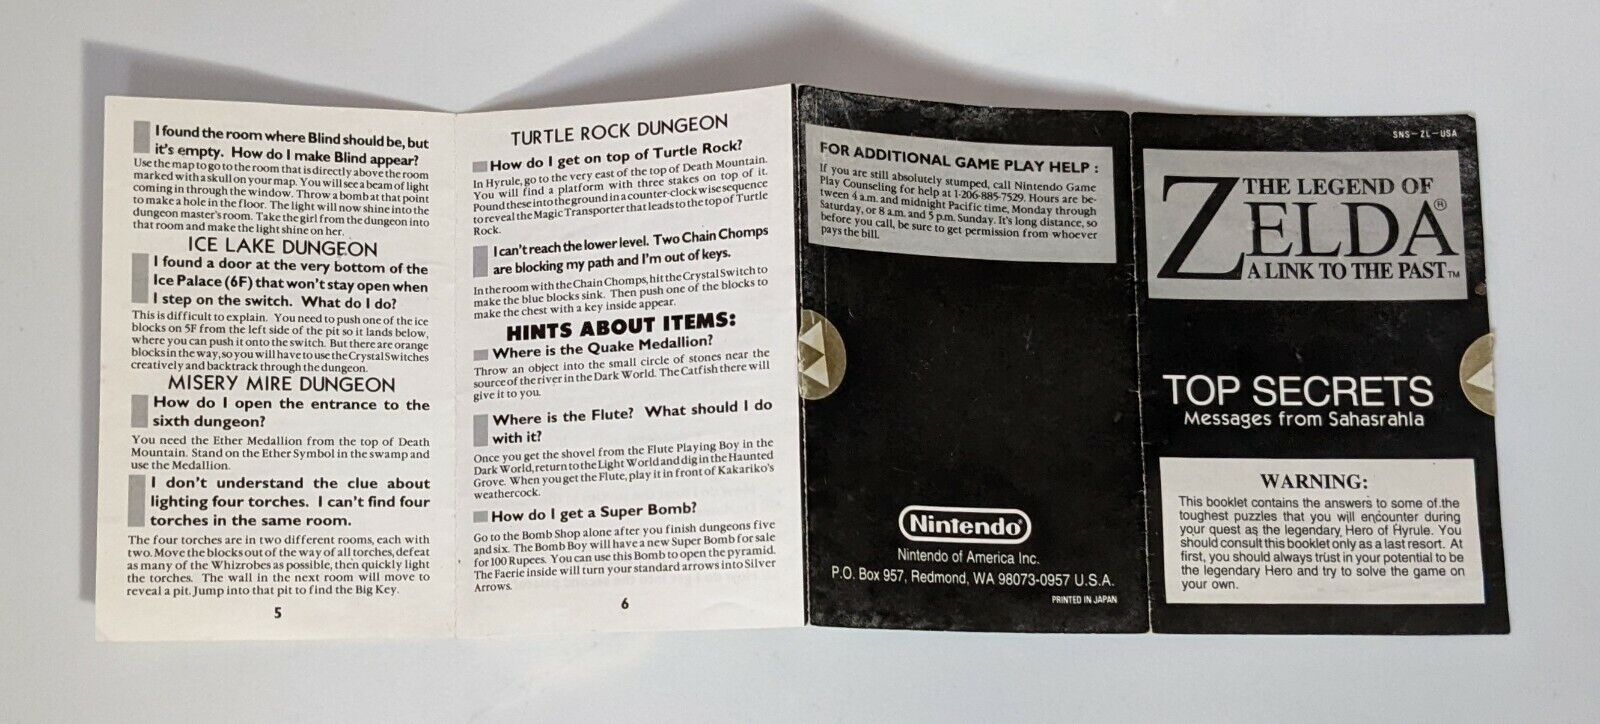 I found the room where Blind should be, but
it's empty. How do I make Blind appear?
Use the map to go to the room that is directly above the room
marked with a skull on your map. You will see a beam of light
coming in through the window. Throw a bomb at that point
to make a hole in the floor. The light will now shine into the
dungeon master's room. Take the girl from the dungeon into
that room and make the light shine on her.
ICE LAKE DUNGEON
I found a door at the very bottom of the
Ice Palace (6F) that won't stay open when
I step on the switch. What do I do?
This is difficult to explain. You need to push one of the ice
blocks on 5F from the left side of the pit so it lands below,
where you can push it onto the switch. But there are orange
blocks in the way, so you will have to use the Crystal Switches
creatively and backtrack through the dungeon.
MISERY MIRE DUNGEON
How do I open the entrance to the
sixth dungeon?
You need the Ether Medallion from the top of Death
Mountain. Stand on the Ether Symbol in the swamp and
use the Medallion.
I don't understand the clue about
lighting four torches. I can't find four
torches in the same room.
The four torches are in two different rooms, each with
two. Move the blocks out of the way of all torches, defeat
as many of the Whizrobes as possible, then quickly light
the torches. The wall in the next room will move to
reveal a pit. Jump into that pit to find the Big Key.
5
TURTLE ROCK DUNGEON
How do I get on top of Turtle Rock?
In Hyrule, go to the very east of the top of Death Mountain.
You will find a platform with three stakes on top of it.
Pound these into the ground in a counter-clockwise sequence
to reveal the Magic Transporter that leads to the top of Turtle
Rock.
I can't reach the lower level. Two Chain Chomps
are blocking my path and I'm out of keys.
In the room with the Chain Chomps, hit the Crystal Switch to
make the blue blocks sink. Then push one of the blocks to
make the chest with a key inside appear.
HINTS ABOUT ITEMS:
Where is the Quake Medallion?
Throw an object into the small circle of stones near the
source of the river in the Dark World. The Catfish there will
give it to you.
Where is the Flute? What should I do
with it?
Once you get the shovel from the Flute Playing Boy in the
Dark World, return to the Light World and dig in the Haunted
Grove. When you get the Flute, play it in front of Kakariko's
weathercock.
How do I get a Super Bomb?
Go to the Bomb Shop alone after you finish dungeons five
and six. The Bomb Boy will have a new Super Bomb for sale
for 100 Rupees. You can use this Bomb to open the pyramid.
The Faerie inside will turn your standard arrows into Silver
Arrows.
6
FOR ADDITIONAL GAME PLAY HELP :
If you are still absolutely stumped, call Nintendo Game
Play Counseling for help at 1-206-885-7529. Hours are be-
tween 4 a.m. and midnight Pacific time, Monday through
Saturday, or 8 a.m. and 5 p.m. Sunday. It's long distance, so
before you call, be sure to get permission from whoever
pays the bill.
Nintendo®
Nintendo of America Inc.
P.O. Box 957, Redmond, WA 98073-0957 U.S.A.
PRINTED IN JAPAN
SNS-ZL-USA
THE LEGEND OF
ZELDA®
A LINK TO THE PAST™
TOP SECRETS
Messages from Sahasrahla
WARNING:
This booklet contains the answers to some of the
toughest puzzles that you will encounter during
your quest as the legendary Hero of Hyrule. You
should consult this booklet only as a last resort. At
first, you should always trust in your potential to be
the legendary Hero and try to solve the game on
your own.